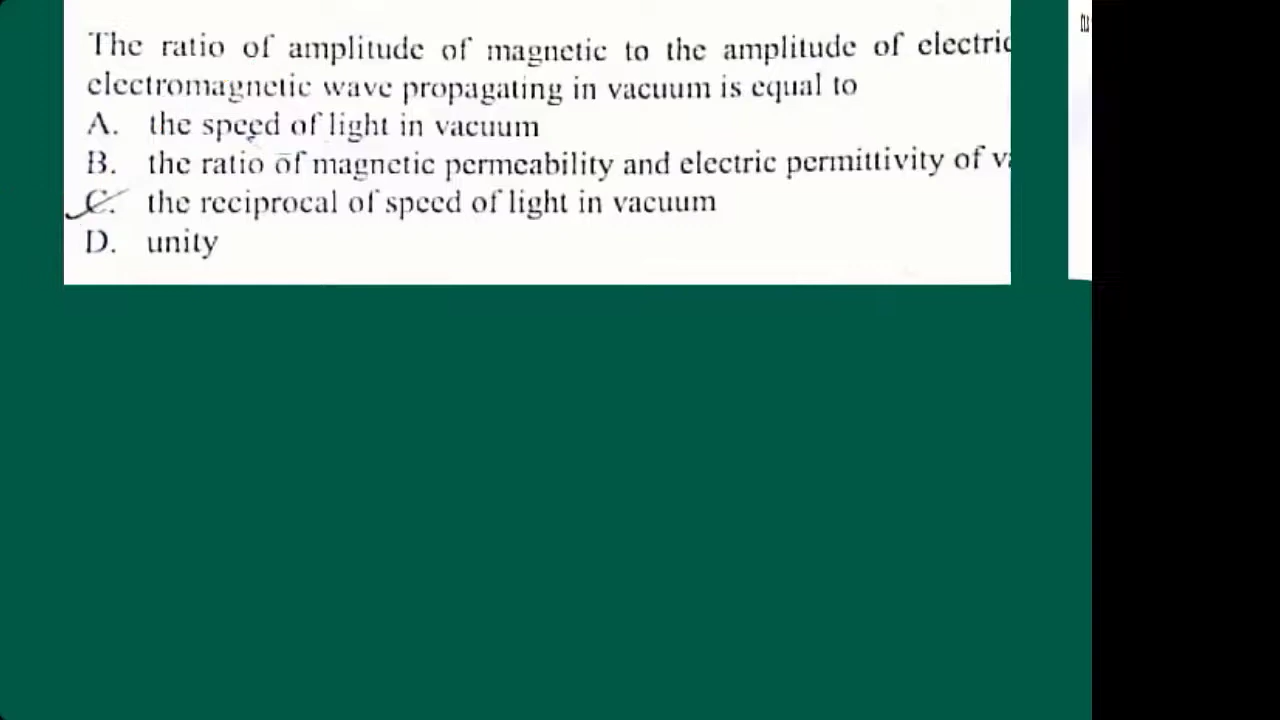 The ratio of amplitude of magnetic to the amplitude of electric
electromagnetic wave propagating in vacuum is equal to
A. the speed of light in vacuum
B. the ratio of magnetic permeability and electric permittivity of
C. the reciprocal of speed of light in vacuum
D. unity